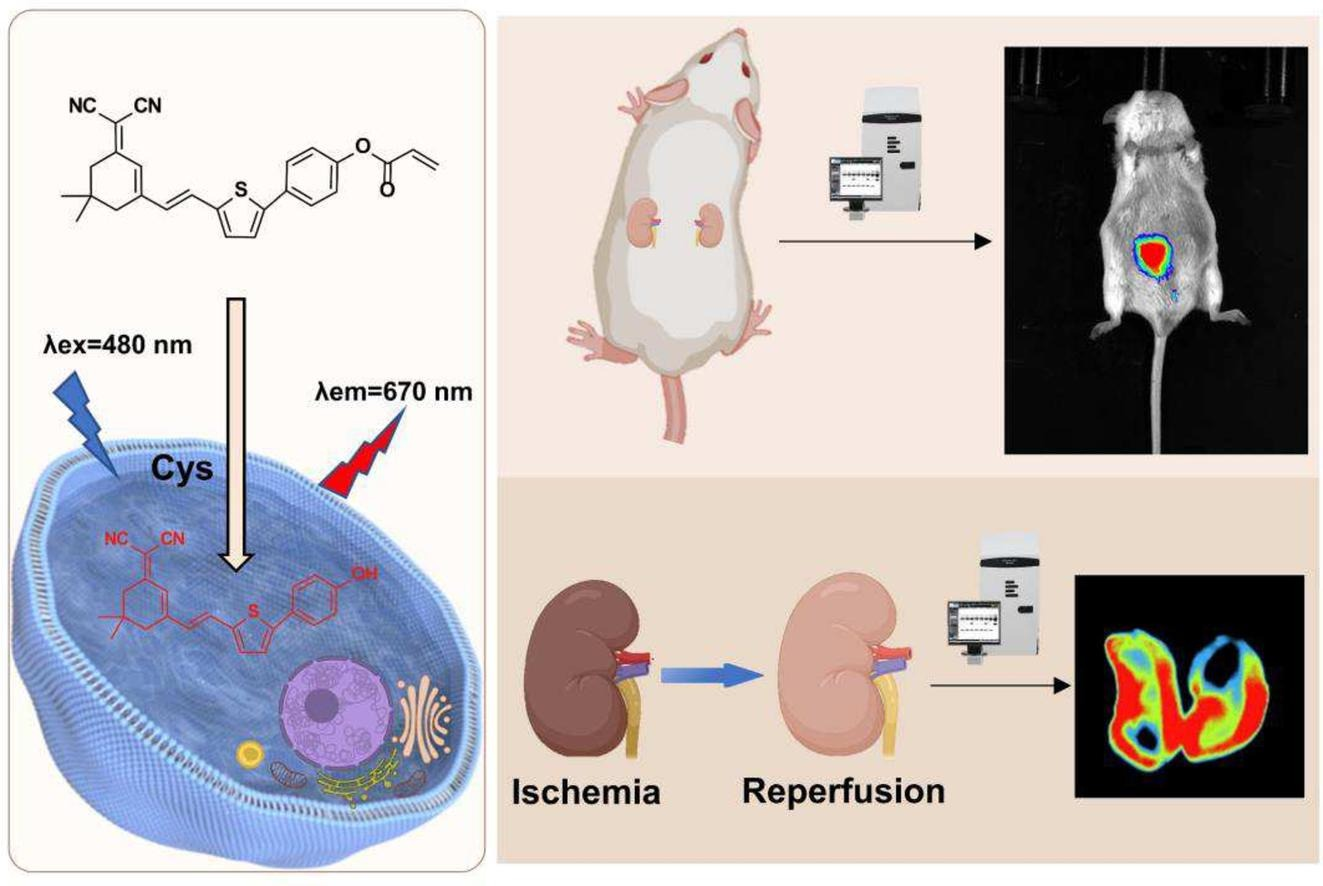 NC CN
O
S
O
λex=480 nm
λem=670 nm
Cys
NC CN
OH
S
Ischemia
Reperfusion